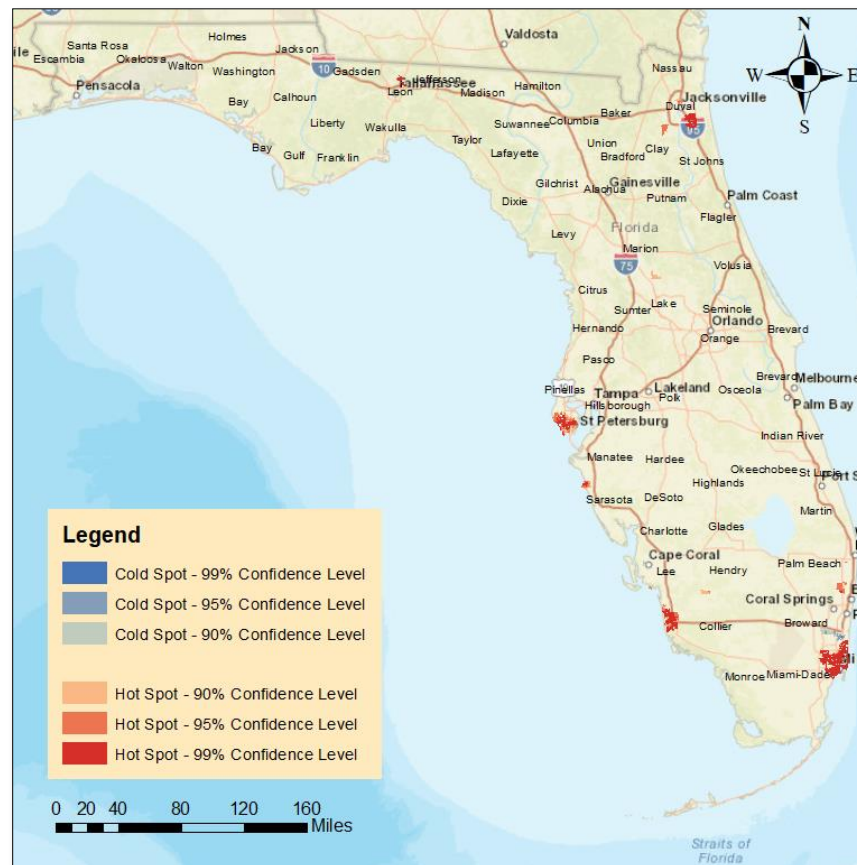 N
W
E
S
Valdosta
Holmes
Santa Rosa
Jackson
Nassau
Escambia
Okaloosa
Walton
Washington
10
Gadsden
Jefferson
Tallahassee
Leon
Madison
Hamilton
Pensacola
Jacksonville
Duval
Bay
Calhoun
Suwannee
Columbia
Baker
95
Liberty
Wakulla
Taylor
Union
Clay
Bay
Gulf
Franklin
Lafayette
Bradford
St Johns
Gilchrist
Alachua
Gainesville
Dixie
Putnam
Palm Coast
Flagler
Levy
Florida
Marion
75
Volusia
Citrus
Sumter
Lake
Seminole
Hernando
Orlando
Orange
Brevard
Pasco
Pinellas
Tampa
Lakeland
Osceola
Brevard
Melbourne
Hillsborough
Polk
Palm Bay
St Petersburg
Indian River
Manatee
Hardee
Okeechobee
St Lucie
Port S
Highlands
Sarasota
DeSoto
Martin
Charlotte
Glades
Cape Coral
Lee
Hendry
Palm Beach
Coral Springs
Collier
Broward
Monroe
Miami-Dade
Mi
Legend
Cold Spot - 99% Confidence Level
Cold Spot - 95% Confidence Level
Cold Spot - 90% Confidence Level
Hot Spot - 90% Confidence Level
Hot Spot - 95% Confidence Level
Hot Spot - 99% Confidence Level
0 20 40 80 120 160
Miles
Straits of
Florida